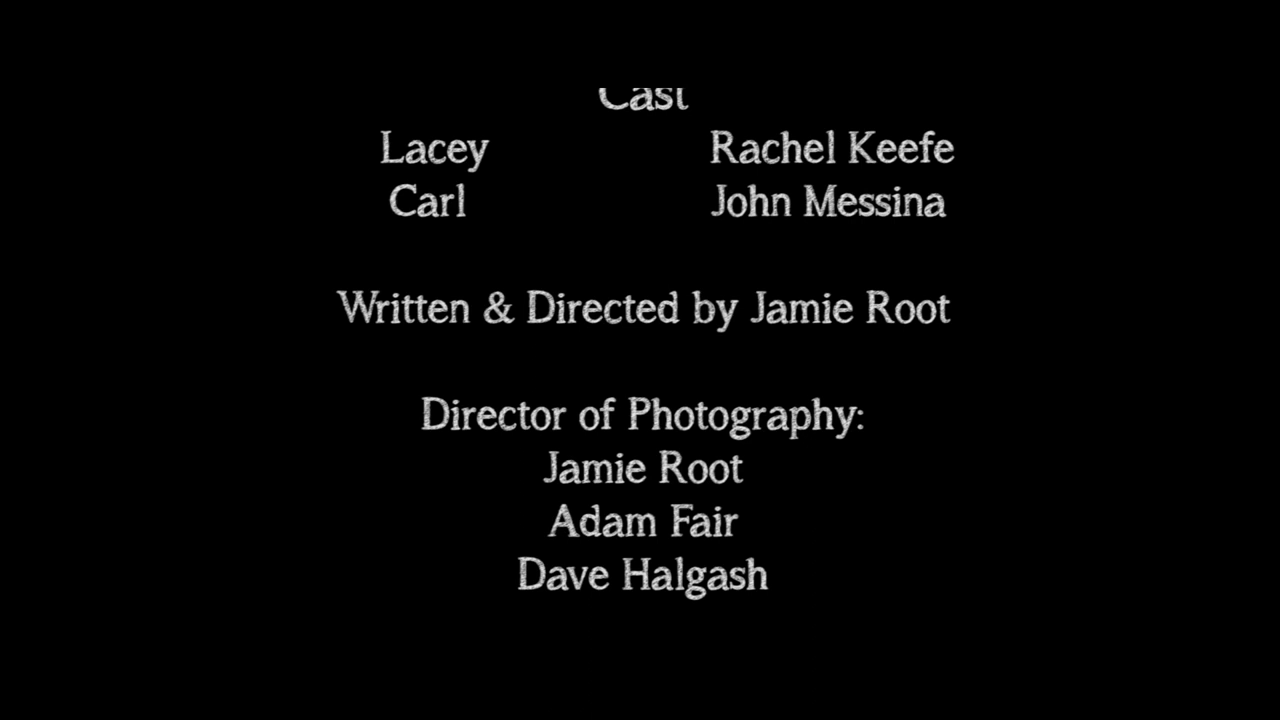 Cast
Lacey Rachel Keefe
Carl John Messina
Written & Directed by Jamie Root
Director of Photography:
Jamie Root
Adam Fair
Dave Halgash